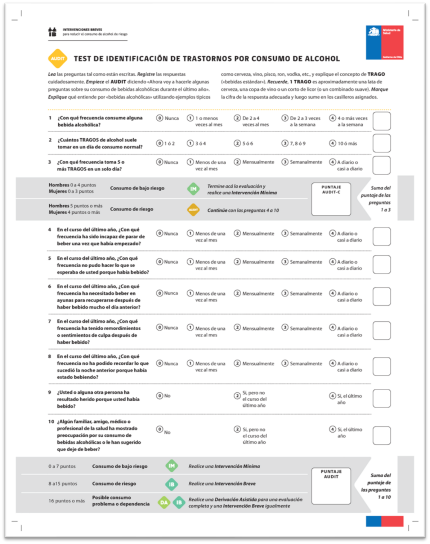 INTERVENCIONES BREVES
para reducir el consumo de alcohol de riesgo
AUDIT
TEST DE IDENTIFICACIÓN DE TRASTORNOS POR CONSUMO DE ALCOHOL
Lea las preguntas tal como están escritas. Registre las respuestas
cuidadosamente. Empiece el AUDIT diciendo «Ahora voy a hacerle algunas
preguntas sobre su consumo de bebidas alcohólicas durante el último año».
Explique qué entiende por «bebidas alcohólicas» utilizando ejemplos típicos
como cerveza, vino, pisco, ron, vodka, etc., y explique el concepto de TRAGO
(«bebidas estándar»). Recuerde, 1 TRAGO es aproximadamente una lata de
cerveza, una copa de vino o un corto de licor (o un combinado suave). Marque
la cifra de la respuesta adecuada y luego sume en los casilleros asignados.
1 ¿Con qué frecuencia consume alguna
bebida alcohólica?
0 Nunca
1 1 o menos
veces al mes
2 De 2 a 4
veces al mes
3 De 2 a 3 veces
a la semana
4 4 o más veces
a la semana
2 ¿Cuántos TRAGOS de alcohol suele
tomar en un día de consumo normal?
0 1 ó 2
1 3 ó 4
2 5 ó 6
3 7, 8 ó 9
4 10 ó más
3 ¿Con qué frecuencia toma 5 o
más TRAGOS en un solo día?
0 Nunca
1 Menos de una
vez al mes
2 Mensualmente
3 Semanalmente
4 A diario o
casi a diario
Hombres 0 a 4 puntos
Mujeres 0 a 3 puntos
Consumo de bajo riesgo
IM
Termine acá la evaluación y
realice una Intervención Mínima
Hombres 5 puntos o más
Mujeres 4 puntos o más
Consumo de riesgo
AUDIT
Continúe con las preguntas 4 a 10
PUNTAJE
AUDIT-C
Suma del
puntaje de
las preguntas
1 a 3
4 En el curso del último año, ¿Con qué
frecuencia ha sido incapaz de parar de
beber una vez que había empezado?
0 Nunca
1 Menos de una
vez al mes
2 Mensualmente
3 Semanalmente
4 A diario o
casi a diario
5 En el curso del último año, ¿Con qué
frecuencia no pudo hacer lo que se
esperaba de usted porque había bebido?
0 Nunca
1 Menos de una
vez al mes
2 Mensualmente
3 Semanalmente
4 A diario o
casi a diario
6 En el curso del último año, ¿Con qué
frecuencia ha necesitado beber en
ayunas para recuperarse después de
haber bebido mucho el día anterior?
0 Nunca
1 Menos de una
vez al mes
2 Mensualmente
3 Semanalmente
4 A diario o
casi a diario
7 En el curso del último año, ¿Con qué
frecuencia ha tenido remordimientos
o sentimientos de culpa después de
haber bebido?
0 Nunca
1 Menos de una
vez al mes
2 Mensualmente
3 Semanalmente
4 A diario o
casi a diario
8 En el curso del último año, ¿Con qué
frecuencia no ha podido recordar lo que
sucedió la noche anterior porque había
estado bebiendo?
0 Nunca
1 Menos de una
vez al mes
2 Mensualmente
3 Semanalmente
4 A diario o
casi a diario
9 ¿Usted o alguna otra persona ha
resultado herido porque usted había
bebido?
0 No
2 Sí, pero no
en el curso del
último año
4 Sí, el último
año
10 ¿Algún familiar, amigo, médico o
profesional de la salud ha mostrado
preocupación por su consumo de
bebidas alcohólicas o le han sugerido
que deje de beber?
0 No
2 Sí, pero no
en el curso del
último año
4 Sí, el último
año
0 a 7 puntos
Consumo de bajo riesgo
IM
Realice una Intervención Mínima
8 a 15 puntos
Consumo de riesgo
IB
Realice una Intervención Breve
16 puntos o más
Posible consumo
problema o dependencia
DA
IB
Realice una Derivación Asistida para una evaluación
completa y una Intervención Breve igualmente
PUNTAJE
AUDIT
Suma del
puntaje de
las preguntas
1 a 10